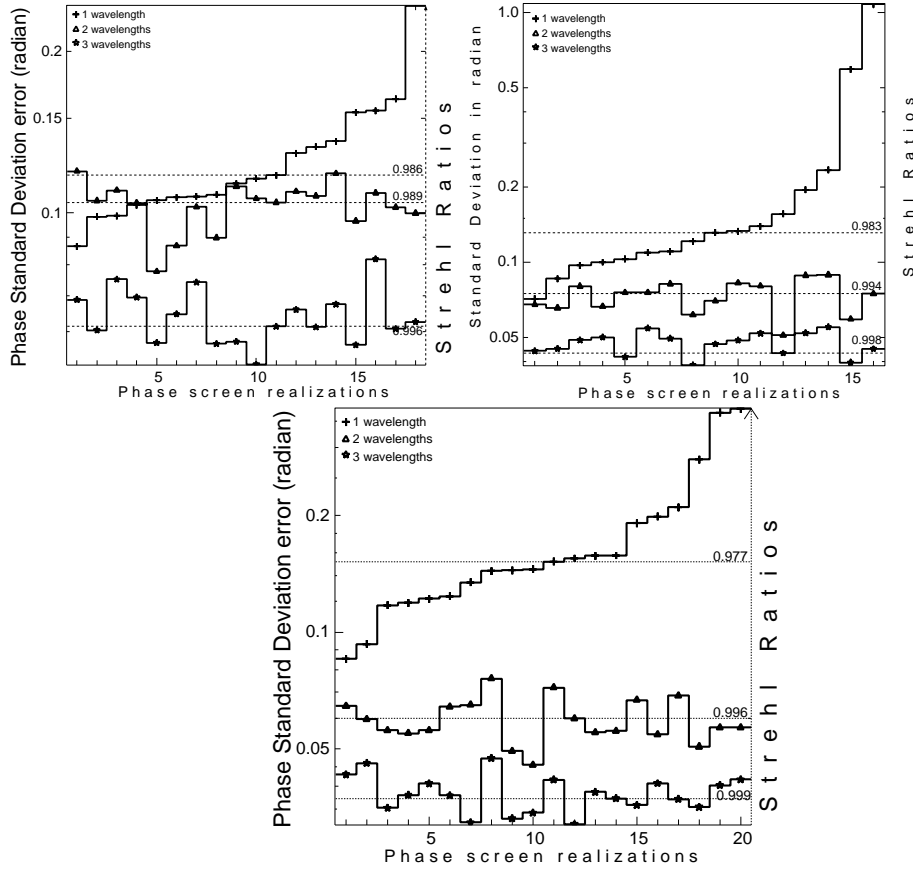 1 wavelength
2 wavelengths
3 wavelengths
0.2
0.15
0.1
0.986
0.989
0.996
5
10
15
Phase Standard Deviation error (radian)
Phase screen realizations
Strehl Ratios
1 wavelength
2 wavelengths
3 wavelengths
1.0
0.5
0.2
0.1
0.05
0.983
0.994
0.998
5
10
15
Standard Deviation in radian
Phase screen realizations
Strehl Ratios
1 wavelength
2 wavelengths
3 wavelengths
0.2
0.1
0.05
0.977
0.996
0.999
5
10
15
20
Phase Standard Deviation error (radian)
Phase screen realizations
Strehl Ratios